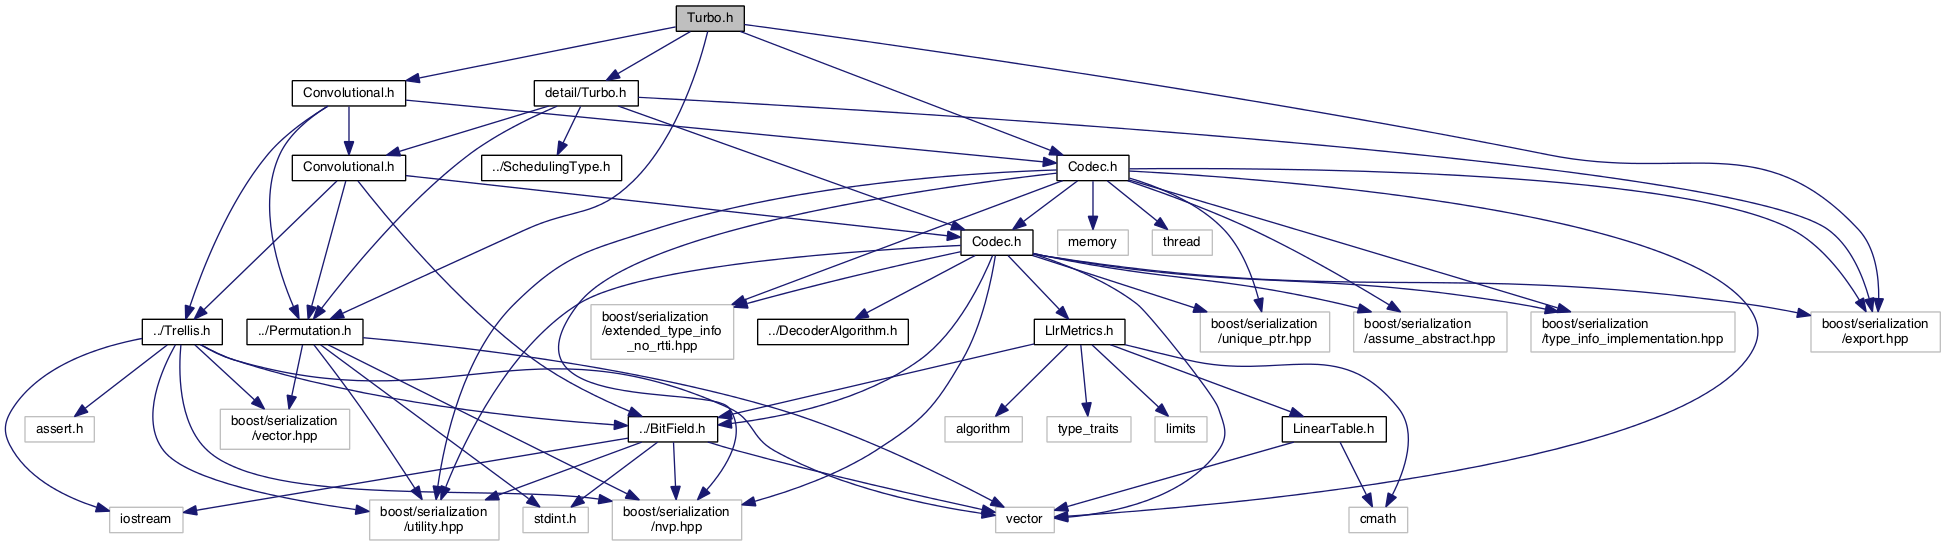 Turbo.h
Convolutional.h
detail/Turbo.h
Convolutional.h
../SchedulingType.h
Codec.h
Codec.h
memory
thread
../Trellis.h
../Permutation.h
boost/serialization
/extended_type_info
_no_rtti.hpp
../DecoderAlgorithm.h
LlrMetrics.h
boost/serialization
/unique_ptr.hpp
boost/serialization
/assume_abstract.hpp
boost/serialization
/type_info_implementation.hpp
boost/serialization
/export.hpp
assert.h
boost/serialization
/vector.hpp
../BitField.h
algorithm
type_traits
limits
LinearTable.h
iostream
boost/serialization
/utility.hpp
stdint.h
boost/serialization
/nvp.hpp
vector
cmath